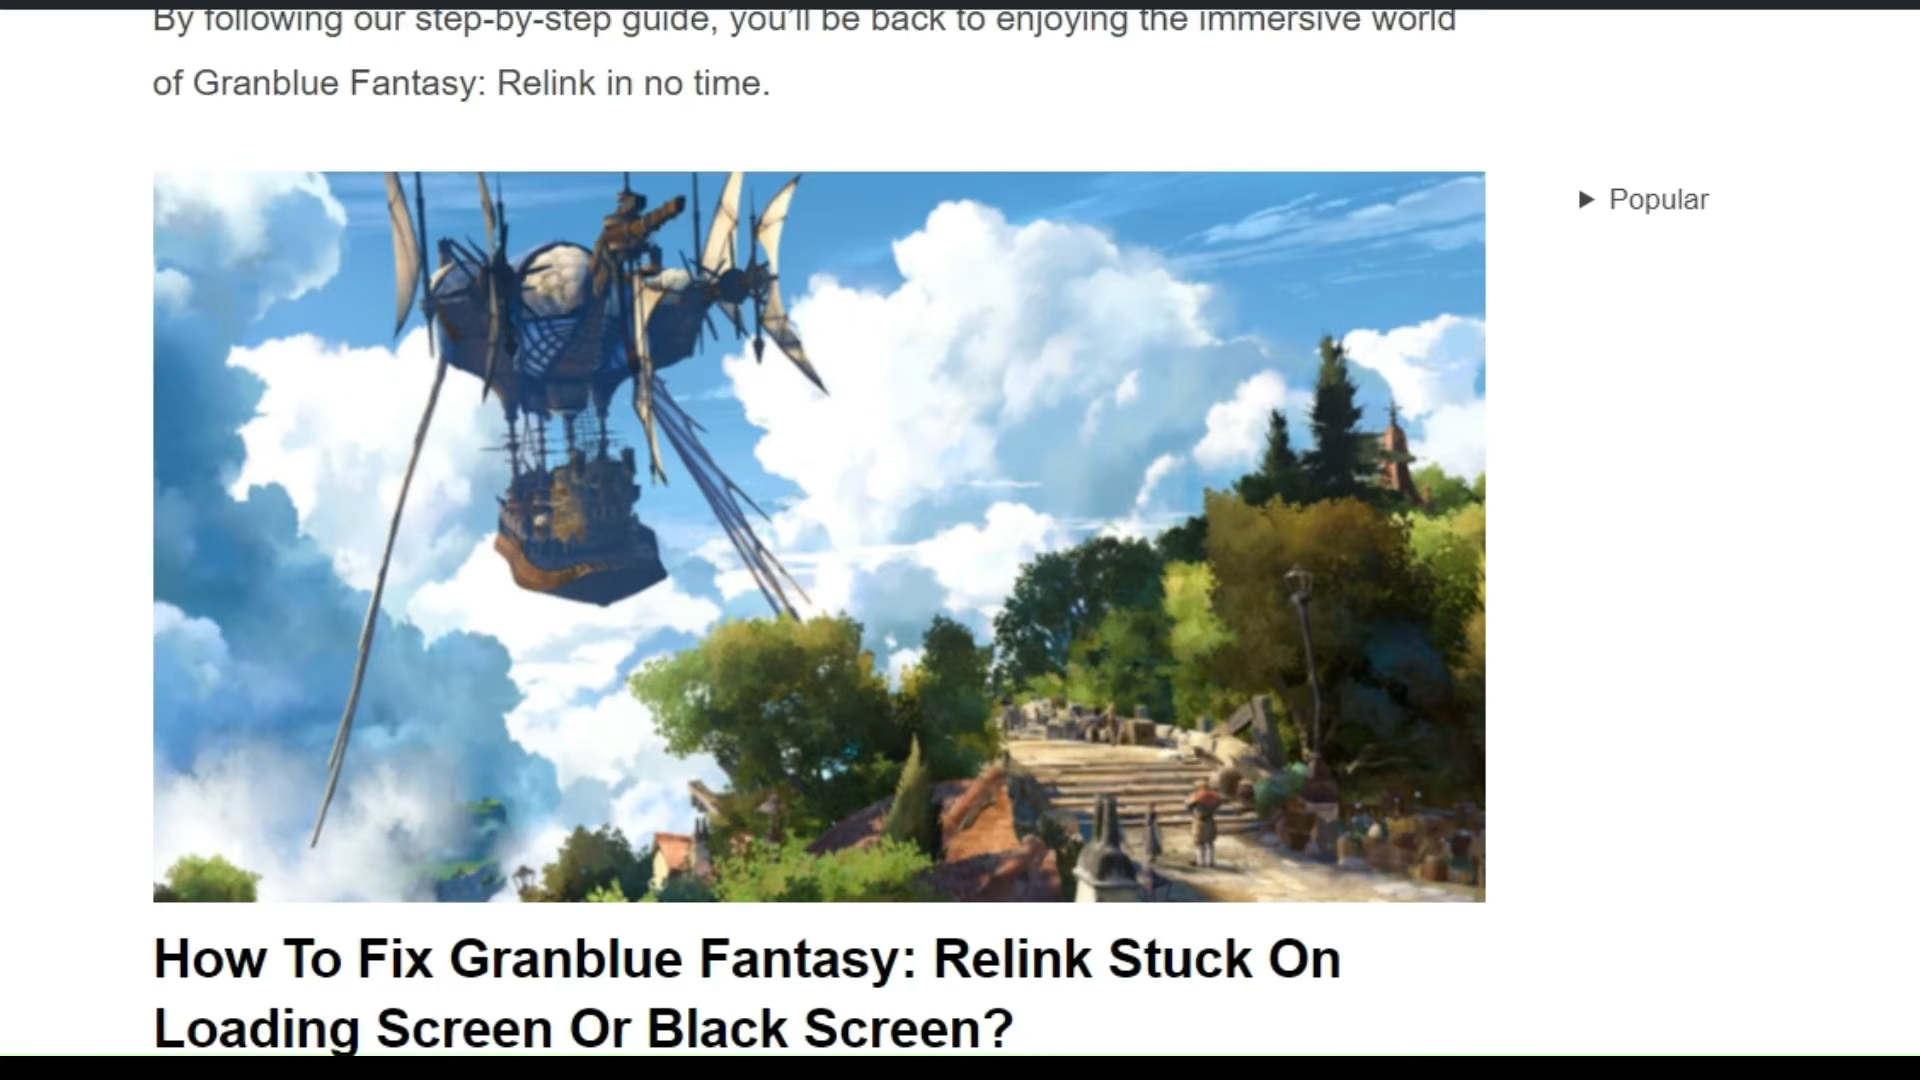 By following our step-by-step guide, you'll be back to enjoying the immersive world
of Granblue Fantasy: Relink in no time.
Popular
How To Fix Granblue Fantasy: Relink Stuck On
Loading Screen Or Black Screen?